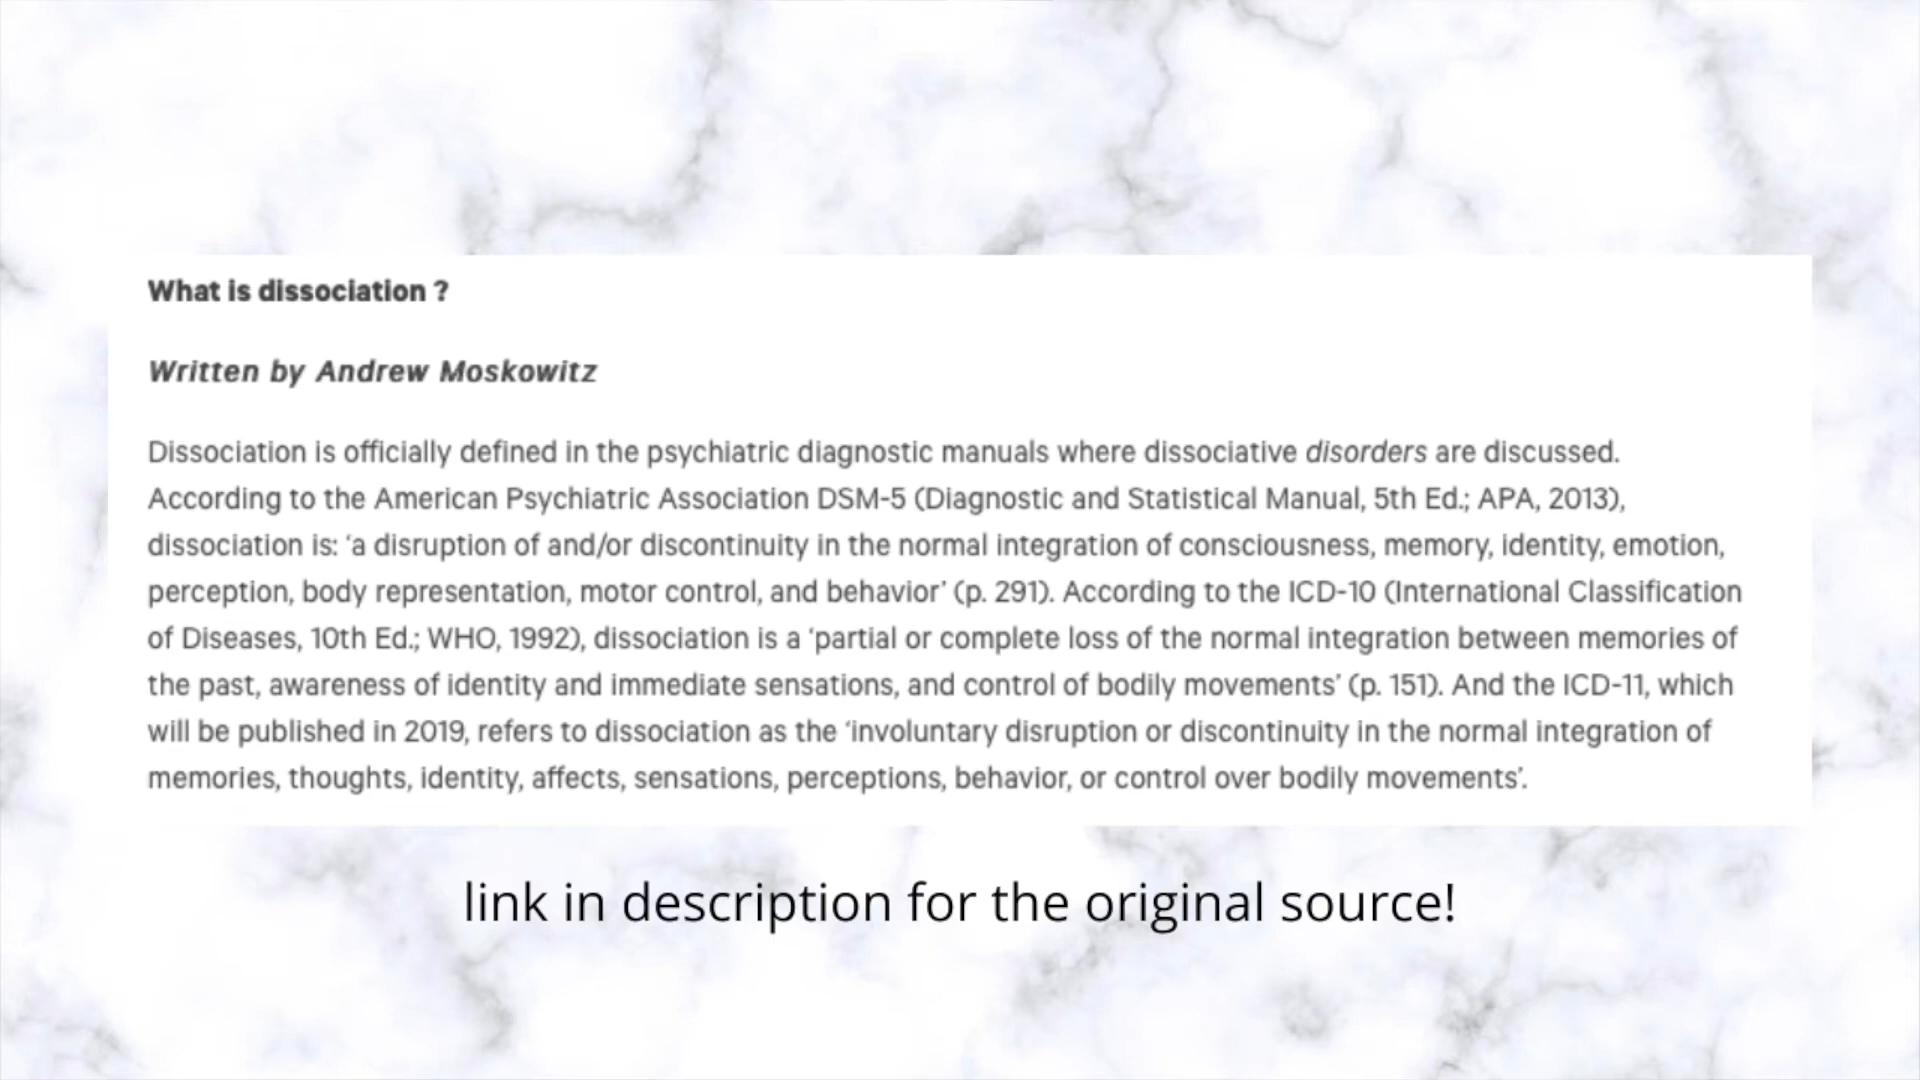 What is dissociation ?
Written by Andrew Moskowitz
Dissociation is officially defined in the psychiatric diagnostic manuals where dissociative disorders are discussed.
According to the American Psychiatric Association DSM-5 (Diagnostic and Statistical Manual, 5th Ed.; APA, 2013),
dissociation is: ‘a disruption of and/or discontinuity in the normal integration of consciousness, memory, identity, emotion,
perception, body representation, motor control, and behavior’ (p. 291). According to the ICD-10 (International Classification
of Diseases, 10th Ed.; WHO, 1992), dissociation is a ‘partial or complete loss of the normal integration between memories of
the past, awareness of identity and immediate sensations, and control of bodily movements’ (p. 151). And the ICD-11, which
will be published in 2019, refers to dissociation as the ‘involuntary disruption or discontinuity in the normal integration of
memories, thoughts, identity, affects, sensations, perceptions, behavior, or control over bodily movements’.
link in description for the original source!